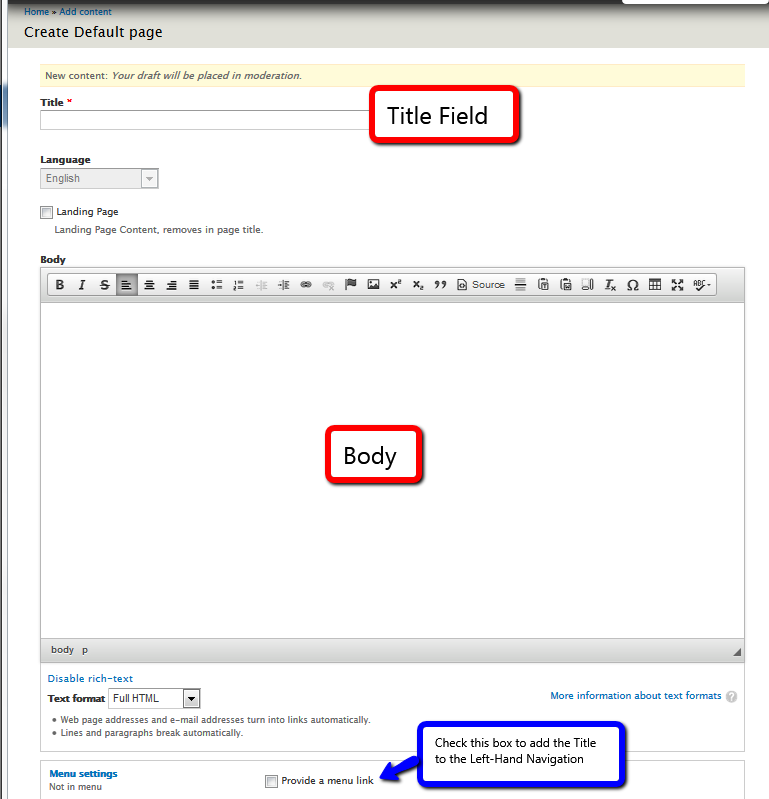 Home » Add content
Create Default page
New content: Your draft will be placed in moderation.
Title *
Title Field
Language
English
Landing Page
Landing Page Content, removes in page title.
Body
B I S x² x₂ Source Ix Ω ABC
Body
body p
Disable rich-text
Text format Full HTML
More information about text formats ?
• Web page addresses and e-mail addresses turn into links automatically.
• Lines and paragraphs break automatically.
Check this box to add the Title
to the Left-Hand Navigation
Menu settings
Not in menu
Provide a menu link